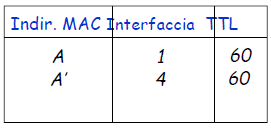 Indir. MAC Interfaccia TTL
A 1 60
A' 4 60